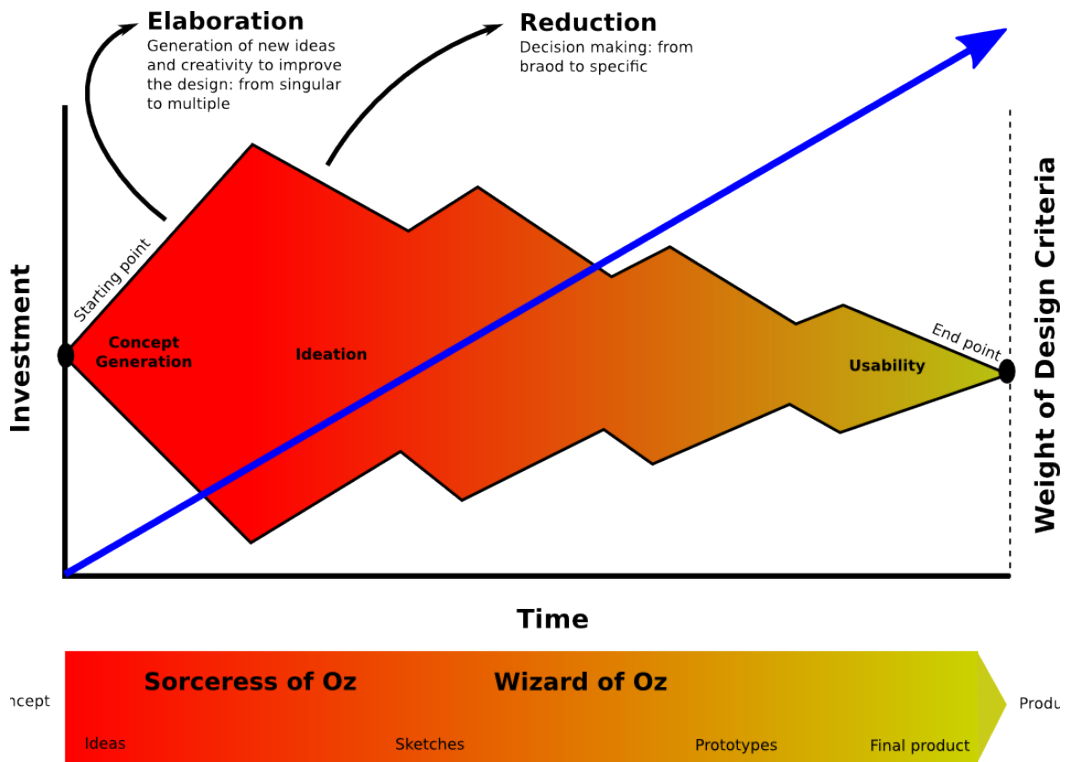 Elaboration
Generation of new ideas
and creativity to improve
the design: from singular
to multiple
Reduction
Decision making: from
braod to specific
Investment
Starting point
Concept
Generation
Ideation
Usability
End point
Weight of Design Criteria
Time
Sorceress of Oz
Wizard of Oz
ncept
Produ
Ideas
Sketches
Prototypes
Final product